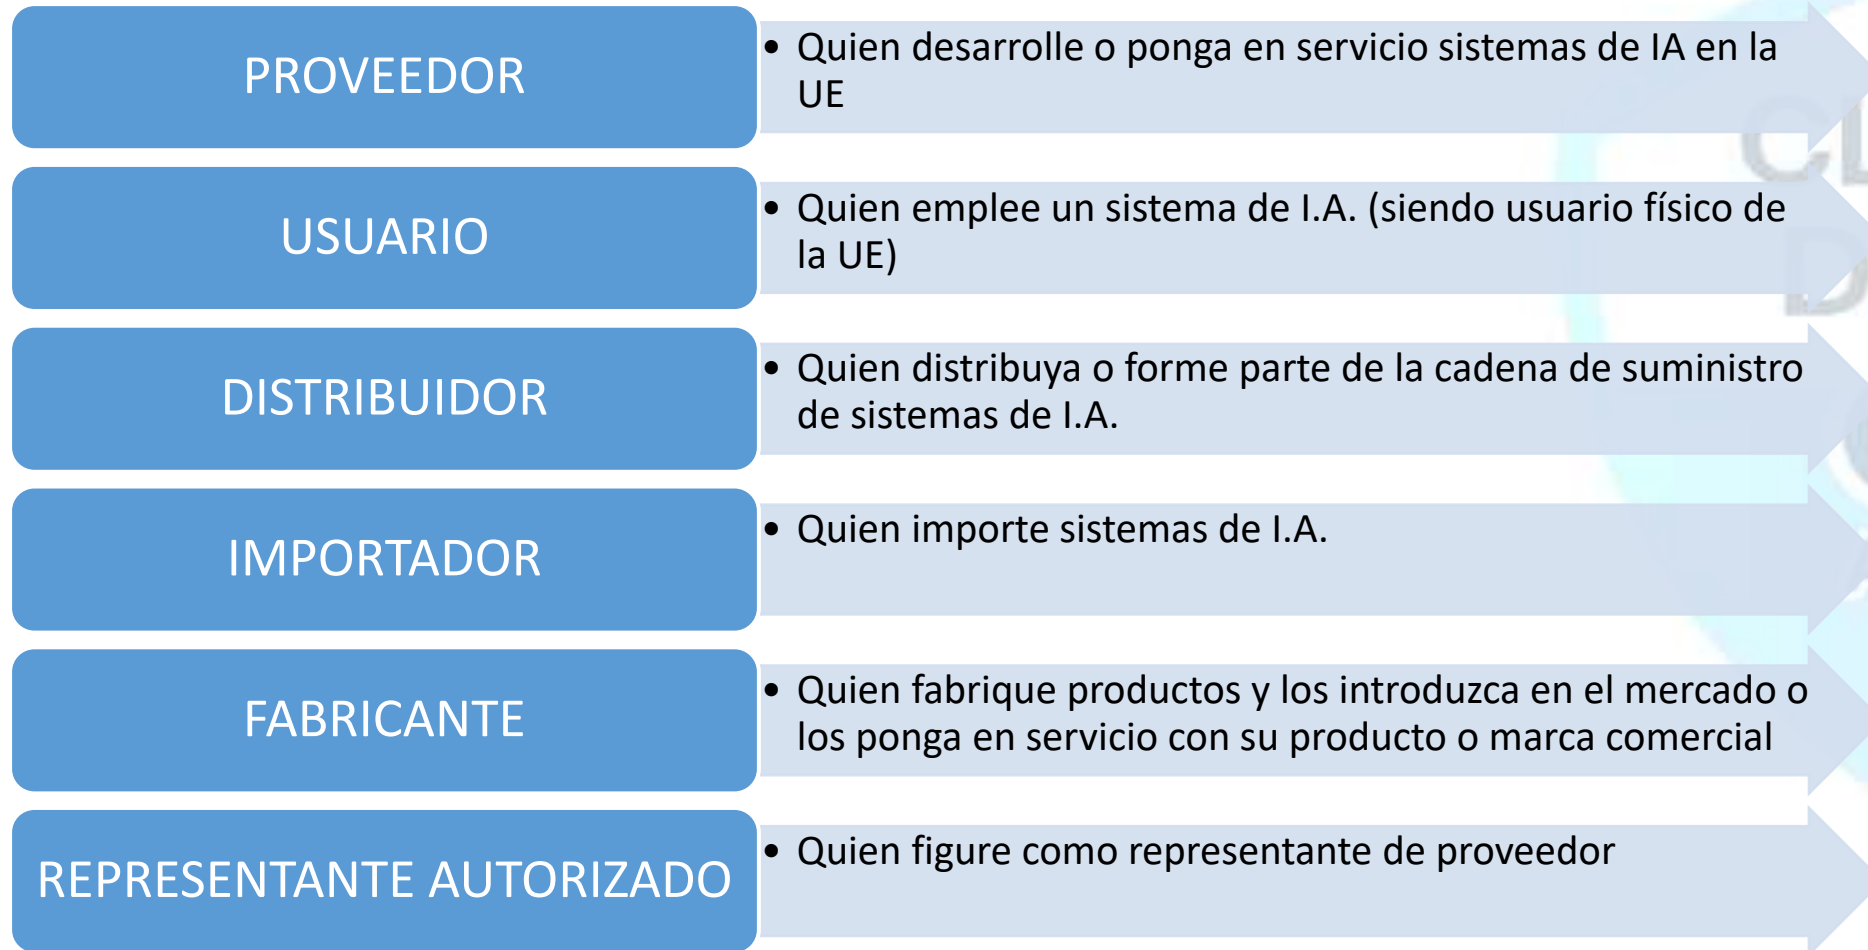 PROVEEDOR
• Quien desarrolle o ponga en servicio sistemas de IA en la
UE
USUARIO
• Quien emplee un sistema de I.A. (siendo usuario físico de
la UE)
DISTRIBUIDOR
• Quien distribuya o forme parte de la cadena de suministro
de sistemas de I.A.
IMPORTADOR
• Quien importe sistemas de I.A.
FABRICANTE
• Quien fabrique productos y los introduzca en el mercado o
los ponga en servicio con su producto o marca comercial
REPRESENTANTE AUTORIZADO
• Quien figure como representante de proveedor